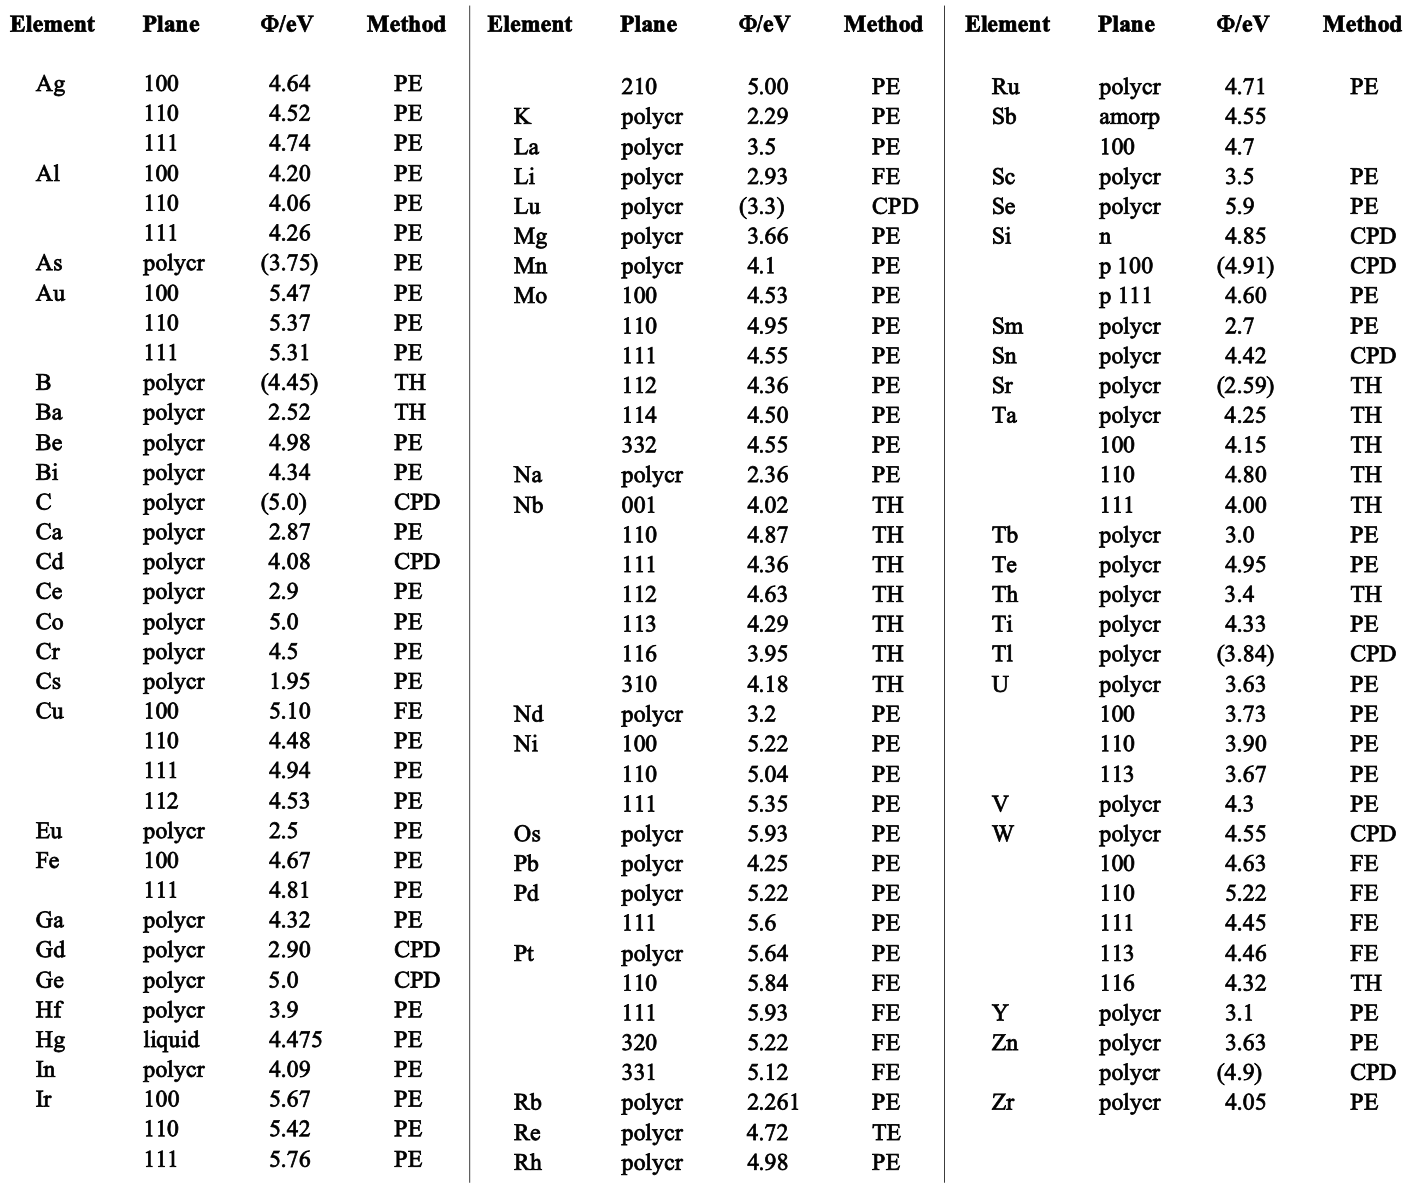 Element Plane Φ/eV Method
Ag 100 4.64 PE
110 4.52 PE
111 4.74 PE
Al 100 4.20 PE
110 4.06 PE
111 4.26 PE
As polycr (3.75) PE
Au 100 5.47 PE
110 5.37 PE
111 5.31 PE
B polycr (4.45) TH
Ba polycr 2.52 TH
Be polycr 4.98 PE
Bi polycr 4.34 PE
C polycr (5.0) CPD
Ca polycr 2.87 PE
Cd polycr 4.08 CPD
Ce polycr 2.9 PE
Co polycr 5.0 PE
Cr polycr 4.5 PE
Cs polycr 1.95 PE
Cu 100 5.10 FE
110 4.48 PE
111 4.94 PE
112 4.53 PE
Eu polycr 2.5 PE
Fe 100 4.67 PE
111 4.81 PE
Ga polycr 4.32 PE
Gd polycr 2.90 CPD
Ge polycr 5.0 CPD
Hf polycr 3.9 PE
Hg liquid 4.475 PE
In polycr 4.09 PE
Ir 100 5.67 PE
110 5.42 PE
111 5.76 PE
Element Plane Φ/eV Method
210 5.00 PE
K polycr 2.29 PE
La polycr 3.5 PE
Li polycr 2.93 FE
Lu polycr (3.3) CPD
Mg polycr 3.66 PE
Mn polycr 4.1 PE
Mo 100 4.53 PE
110 4.95 PE
111 4.55 PE
112 4.36 PE
114 4.50 PE
332 4.55 PE
Na polycr 2.36 PE
Nb 001 4.02 TH
110 4.87 TH
111 4.36 TH
112 4.63 TH
113 4.29 TH
116 3.95 TH
310 4.18 TH
Nd polycr 3.2 PE
Ni 100 5.22 PE
110 5.04 PE
111 5.35 PE
Os polycr 5.93 PE
Pb polycr 4.25 PE
Pd polycr 5.22 PE
111 5.6 PE
Pt polycr 5.64 PE
110 5.84 FE
111 5.93 FE
320 5.22 FE
331 5.12 FE
Rb polycr 2.261 PE
Re polycr 4.72 TE
Rh polycr 4.98 PE
Element Plane Φ/eV Method
Ru polycr 4.71 PE
Sb amorp 4.55
100 4.7
Sc polycr 3.5 PE
Se polycr 5.9 PE
Si n 4.85 CPD
p 100 (4.91) CPD
p 111 4.60 PE
Sm polycr 2.7 PE
Sn polycr 4.42 CPD
Sr polycr (2.59) TH
Ta polycr 4.25 TH
100 4.15 TH
110 4.80 TH
111 4.00 TH
Tb polycr 3.0 PE
Te polycr 4.95 PE
Th polycr 3.4 TH
Ti polycr 4.33 PE
Tl polycr (3.84) CPD
U polycr 3.63 PE
100 3.73 PE
110 3.90 PE
113 3.67 PE
V polycr 4.3 PE
W polycr 4.55 CPD
100 4.63 FE
110 5.22 FE
111 4.45 FE
113 4.46 FE
116 4.32 TH
Y polycr 3.1 PE
Zn polycr 3.63 PE
polycr (4.9) CPD
Zr polycr 4.05 PE